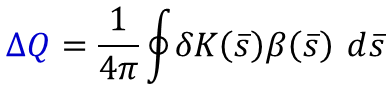 ΔQ = 1/4π ∮ δK(s̄)β(s̄) ds̄